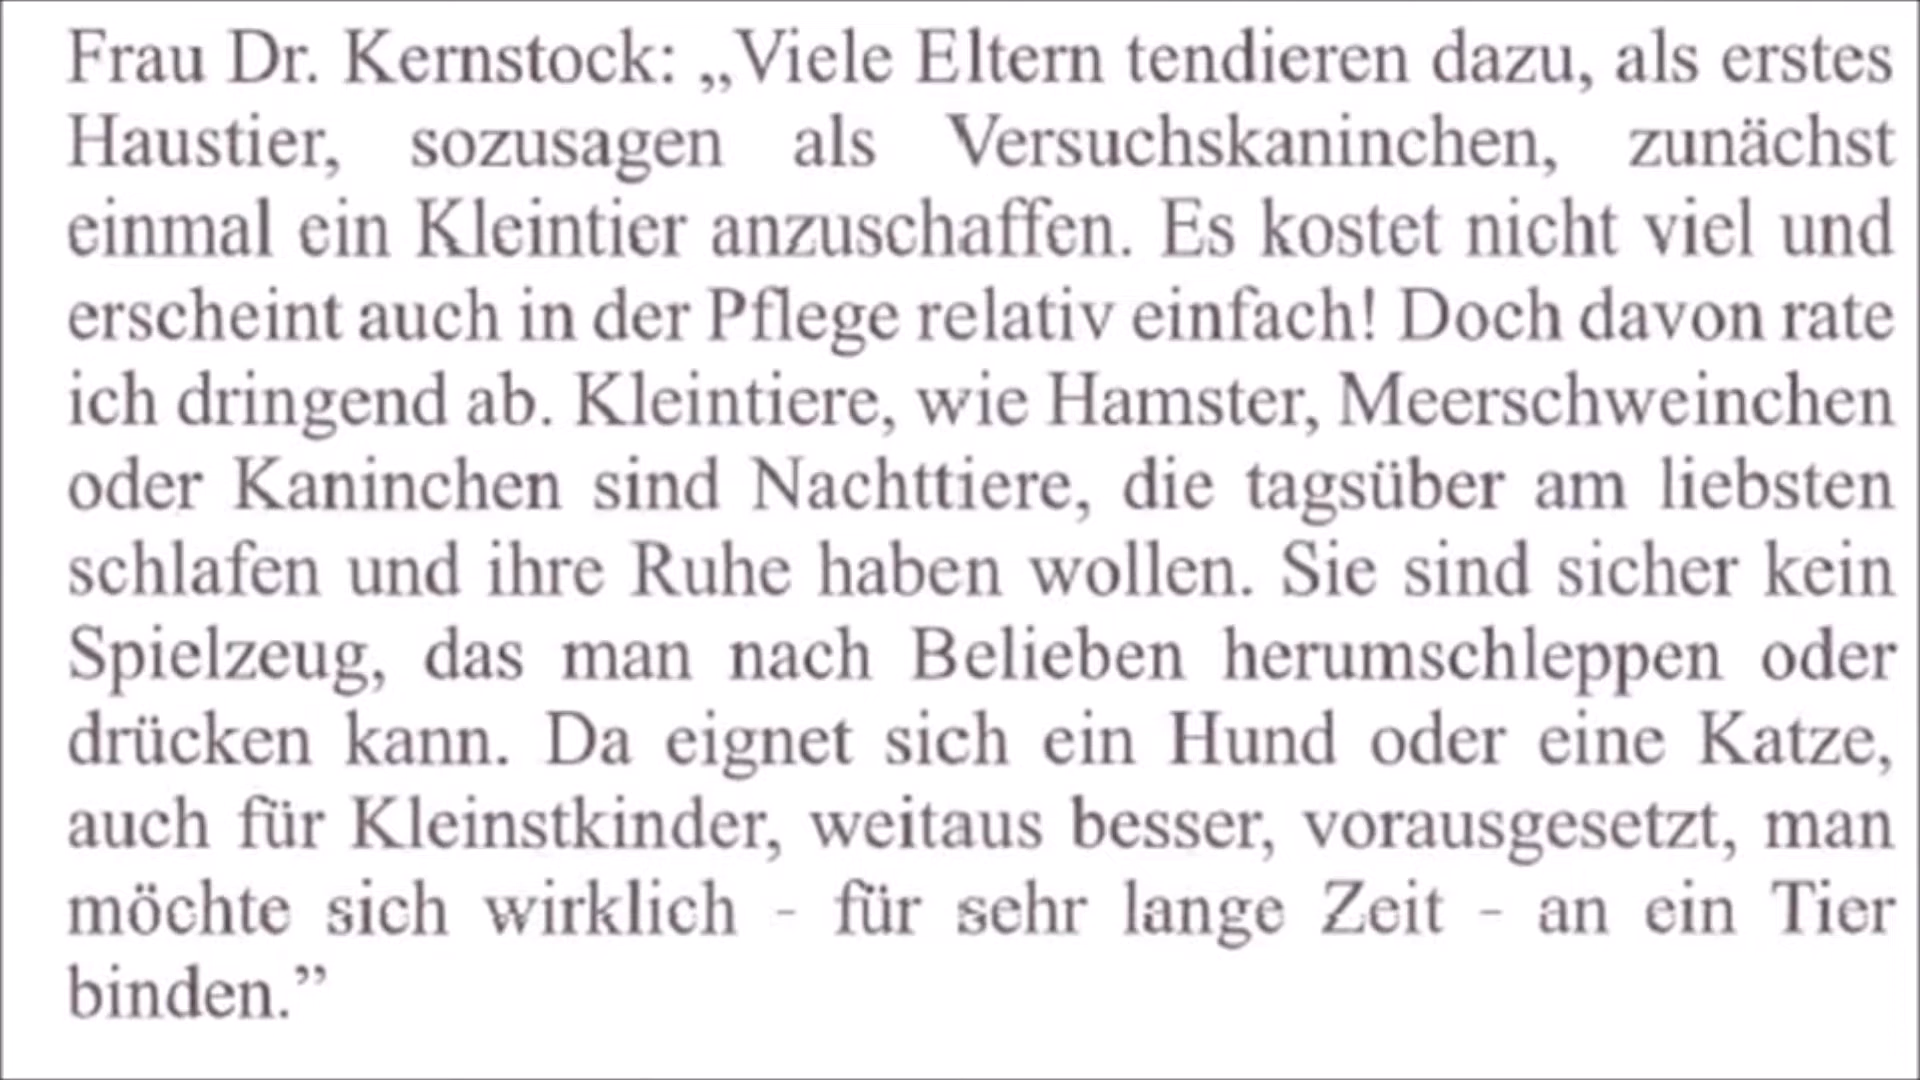 Frau Dr. Kernstock: „Viele Eltern tendieren dazu, als erstes
Haustier, sozusagen als Versuchskaninchen, zunächst
einmal ein Kleintier anzuschaffen. Es kostet nicht viel und
erscheint auch in der Pflege relativ einfach! Doch davon rate
ich dringend ab. Kleintiere, wie Hamster, Meerschweinchen
oder Kaninchen sind Nachttiere, die tagsüber am liebsten
schlafen und ihre Ruhe haben wollen. Sie sind sicher kein
Spielzeug, das man nach Belieben herumschleppen oder
drücken kann. Da eignet sich ein Hund oder eine Katze,
auch für Kleinstkinder, weitaus besser, vorausgesetzt, man
möchte sich wirklich - für sehr lange Zeit - an ein Tier
binden.”